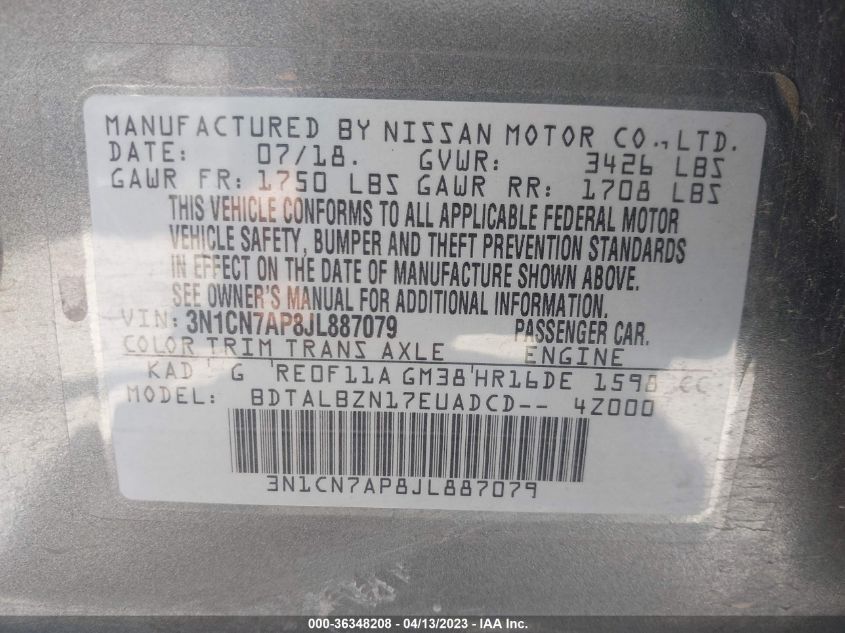 MANUFACTURED BY NISSAN MOTOR CO., LTD.
DATE: 07/18. GVWR: 3426 LBS
GAWR FR: 1750 LBS GAWR RR: 1708 LBS
THIS VEHICLE CONFORMS TO ALL APPLICABLE FEDERAL MOTOR
VEHICLE SAFETY, BUMPER AND THEFT PREVENTION STANDARDS
IN EFFECT ON THE DATE OF MANUFACTURE SHOWN ABOVE.
SEE OWNER'S MANUAL FOR ADDITIONAL INFORMATION.
VIN: 3N1CN7AP8JL887079 PASSENGER CAR.
COLOR TRIM TRANS AXLE ENGINE
KAD G RE0F11A GM38 HR16DE 1598 CC
MODEL: BDTALBZN17EUADCD-- 4Z000
3N1CN7AP8JL887079
000-36348208 - 04/13/2023 - IAA Inc.